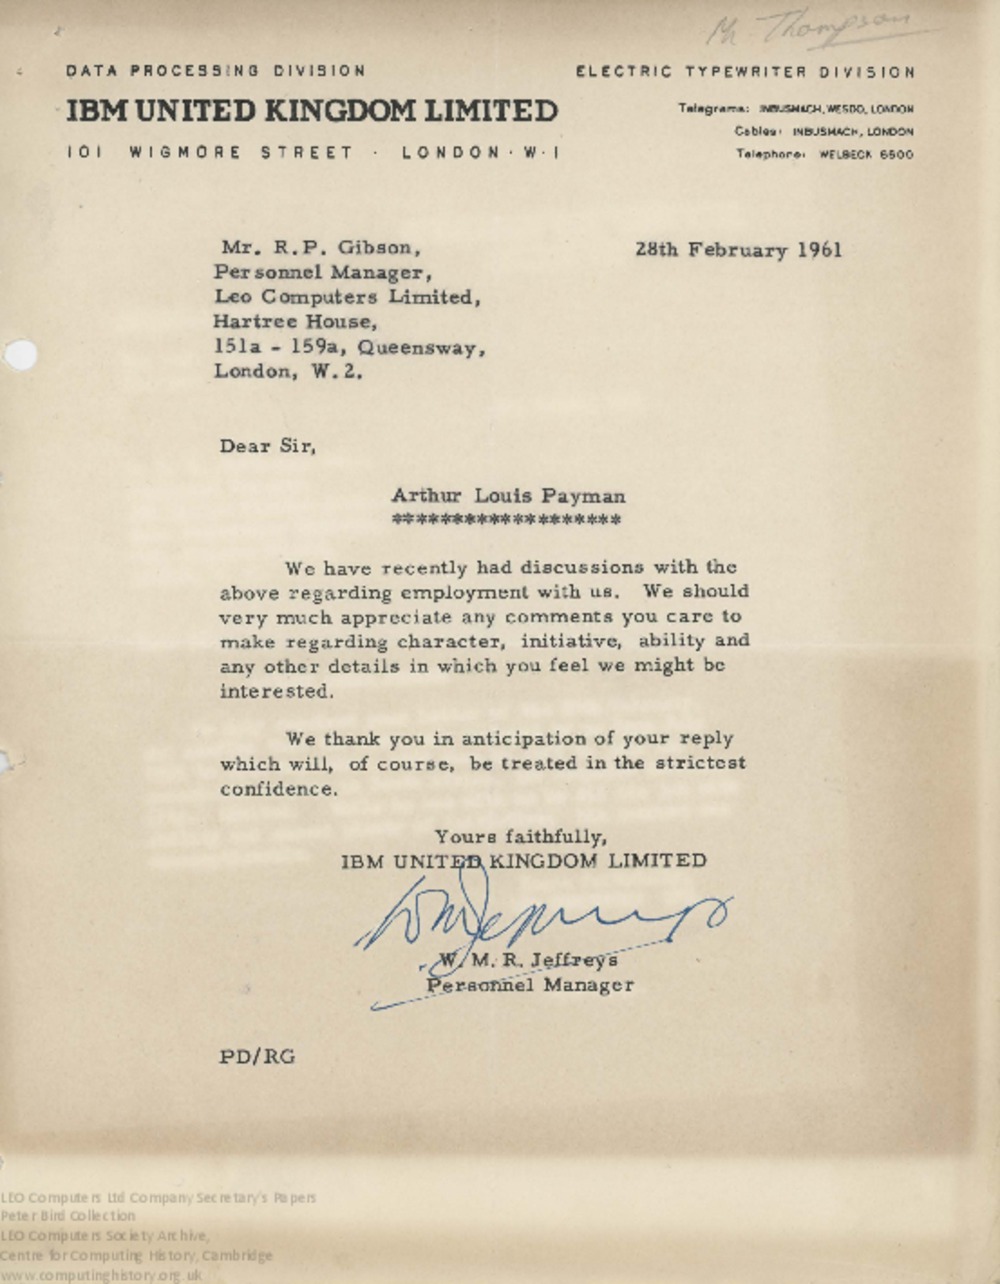 Mr Thompson
DATA PROCESSING DIVISION
ELECTRIC TYPEWRITER DIVISION
IBM UNITED KINGDOM LIMITED
101 WIGMORE STREET · LONDON · W·1
Telegrams: INBUSMACH, WESDO, LONDON
Cables: INBUSMACH, LONDON
Telephone: WELBECK 6600
28th February 1961
Mr. R.P. Gibson,
Personnel Manager,
Leo Computers Limited,
Hartree House,
151a - 159a, Queensway,
London, W.2.
Dear Sir,
Arthur Louis Payman
*******************
We have recently had discussions with the
above regarding employment with us. We should
very much appreciate any comments you care to
make regarding character, initiative, ability and
any other details in which you feel we might be
interested.
We thank you in anticipation of your reply
which will, of course, be treated in the strictest
confidence.
Yours faithfully,
IBM UNITED KINGDOM LIMITED
W. M. R. Jeffreys
Personnel Manager
PD/RG
LEO Computers Ltd Company Secretary's Papers
Peter Bird Collection
LEO Computers Society Archive,
Centre for Computing History, Cambridge
www.computinghistory.org.uk